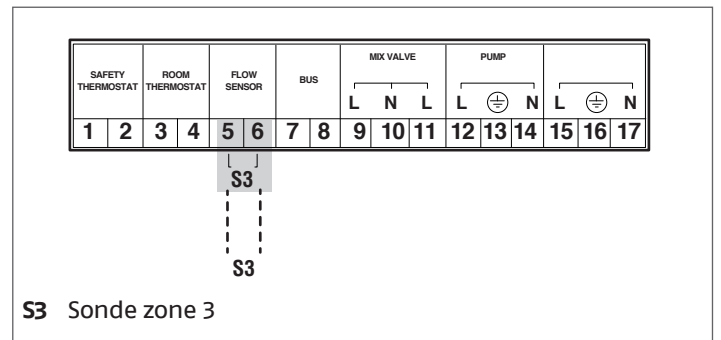 SAFETY THERMOSTAT ROOM THERMOSTAT FLOW SENSOR BUS MIX VALVE PUMP
L N L L N L N
1 2 3 4 5 6 7 8 9 10 11 12 13 14 15 16 17
S3
S3
S3 Sonde zone 3